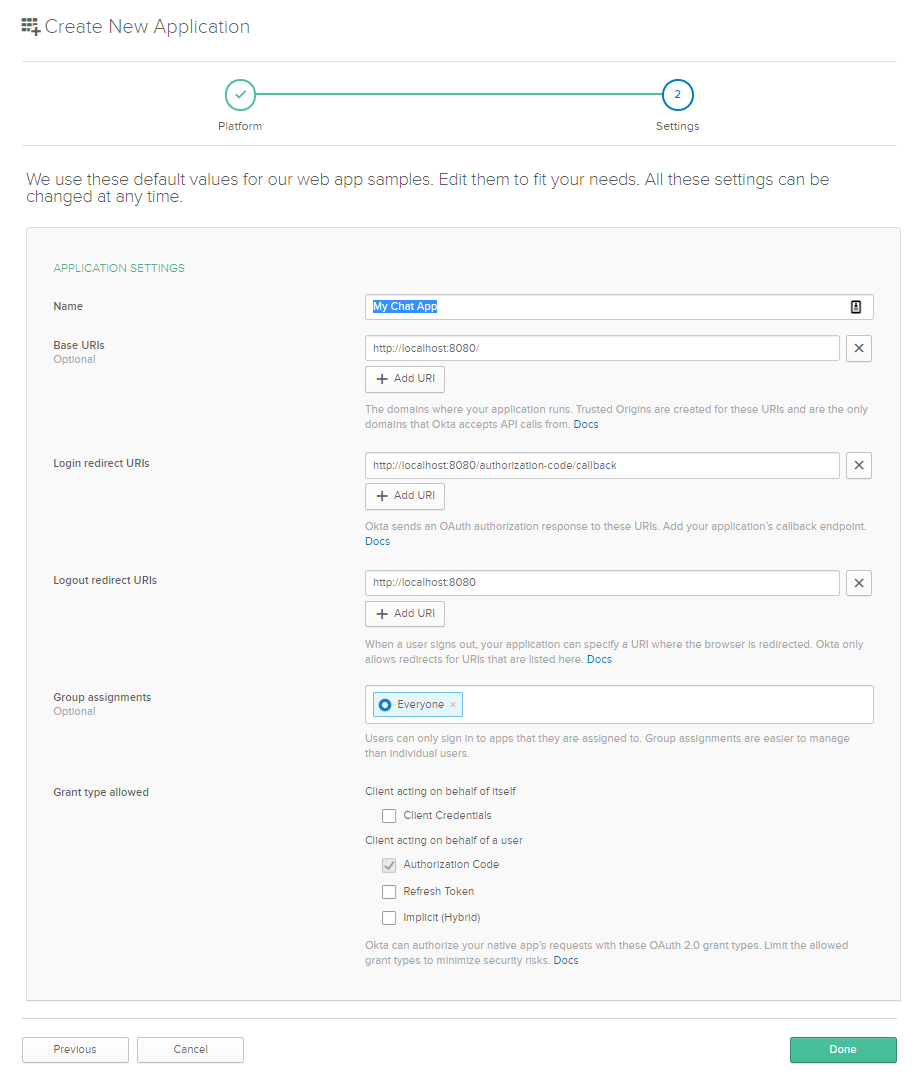 Create New Application
2
Platform
Settings
We use these default values for our web app samples. Edit them to fit your needs. All these settings can be
changed at any time.
APPLICATION SETTINGS
Name
My Chat App
Base URIs
Optional
http://localhost:8080/
+ Add URI
The domains where your application runs. Trusted Origins are created for these URIs and are the only
domains that Okta accepts API calls from. Docs
Login redirect URIs
http://localhost:8080/authorization-code/callback
+ Add URI
Okta sends an OAuth authorization response to these URIs. Add your application's callback endpoint.
Docs
Logout redirect URIs
http://localhost:8080
+ Add URI
When a user signs out, your application can specify a URI where the browser is redirected. Okta only
allows redirects for URIs that are listed here. Docs
Group assignments
Optional
Everyone ×
Users can only sign in to apps that they are assigned to. Group assignments are easier to manage
than individual users.
Grant type allowed
Client acting on behalf of itself
Client Credentials
Client acting on behalf of a user
Authorization Code
Refresh Token
Implicit (Hybrid)
Okta can authorize your native app's requests with these OAuth 2.0 grant types. Limit the allowed
grant types to minimize security risks. Docs
Previous
Cancel
Done